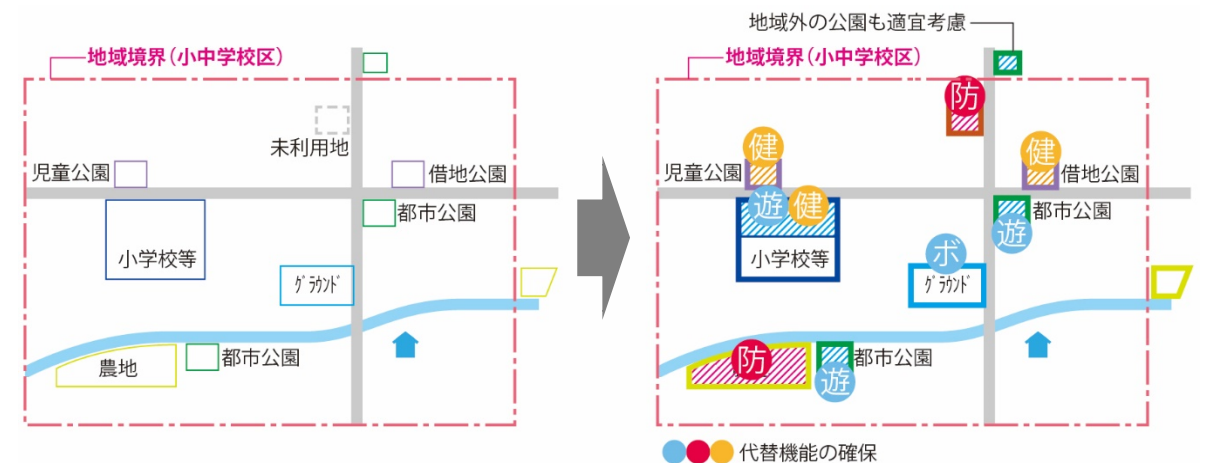 地域境界（小中学校区）
未利用地
児童公園
借地公園
都市公園
小学校等
ｸﾞﾗｳﾝﾄﾞ
都市公園
農地
地域外の公園も適宜考慮
地域境界（小中学校区）
防
健
健
児童公園
借地公園
遊
健
都市公園
遊
小学校等
ボ
ｸﾞﾗｳﾝﾄﾞ
防
都市公園
遊
代替機能の確保